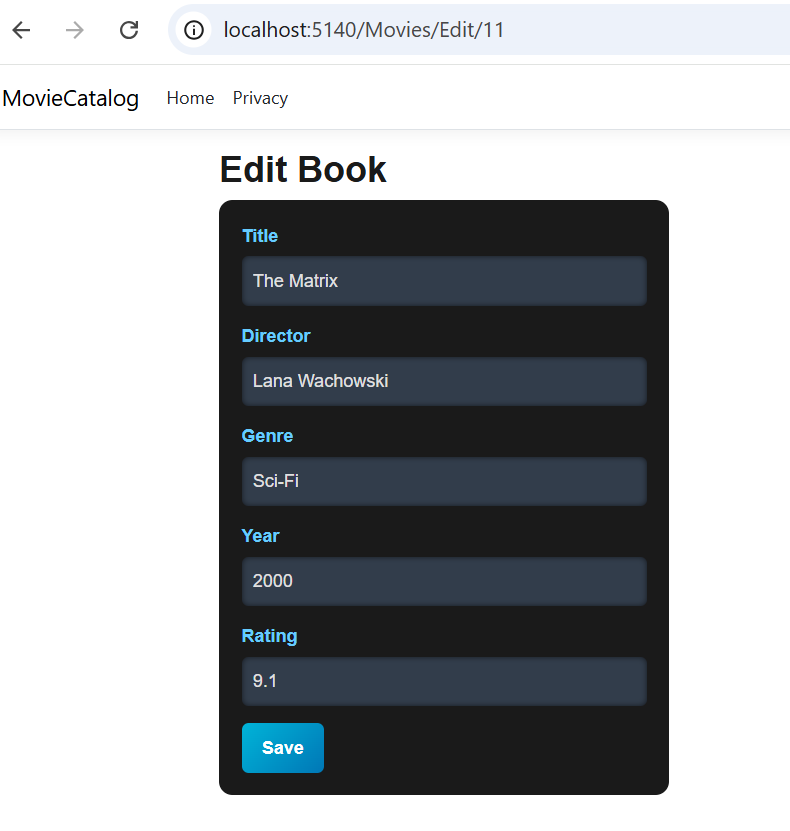 localhost:5140/Movies/Edit/11
MovieCatalog Home Privacy
Edit Book
Title
The Matrix
Director
Lana Wachowski
Genre
Sci-Fi
Year
2000
Rating
9.1
Save